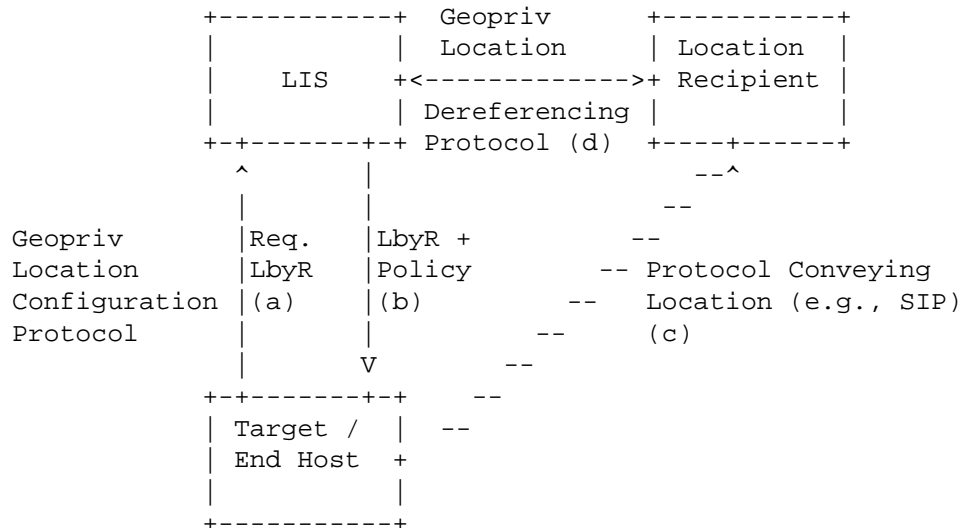 Geopriv
Location Location
LIS Recipient
Dereferencing
Protocol (d)
Geopriv Req. LbyR +
Location LbyR Policy Protocol Conveying
Configuration (a) (b) Location (e.g., SIP)
Protocol (c)
V
Target /
End Host